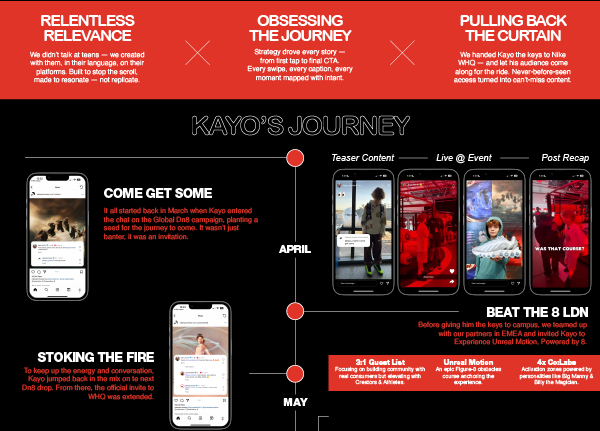 RELENTLESS
RELEVANCE
We didn't talk at teens — we created
with them, in their language, on their
platforms. Built to stop the scroll,
made to resonate — not replicate.
OBSESSING
THE JOURNEY
Strategy drove every story —
from first tap to final CTA.
Every swipe, every caption, every
moment mapped with intent.
PULLING BACK
THE CURTAIN
We handed Kayo the keys to Nike
WHQ — and let his audience come
along for the ride. Never-before-seen
access turned into can't-miss content.
KAYO'S JOURNEY
Teaser Content
Live @ Event
Post Recap
COME GET SOME
It all started back in March when Kayo entered
the chat on the Global Dn8 campaign, planting a
seed for the journey to come. It wasn't just
banter, it was an invitation.
APRIL
WAS THAT COURSE?
BEAT THE 8 LDN
Before giving him the keys to campus, we teamed up
with our partners in EMEA and invited Kayo to
Experience Unreal Motion. Powered by 8.
STOKING THE FIRE
To keep up the energy and conversation,
Kayo jumped back in the mix on to next
Dn8 drop. From there, the official invite to
WHQ was extended.
3:1 Guest List
Focusing on building community with
real consumers but elevating with
Creators & Athletes.
Unreal Motion
An epic Figure-8 obstacles
course anchoring the
experience.
4x CoLabs
Activation zones powered by
personalities like Big Manny &
Billy the Magician.
MAY